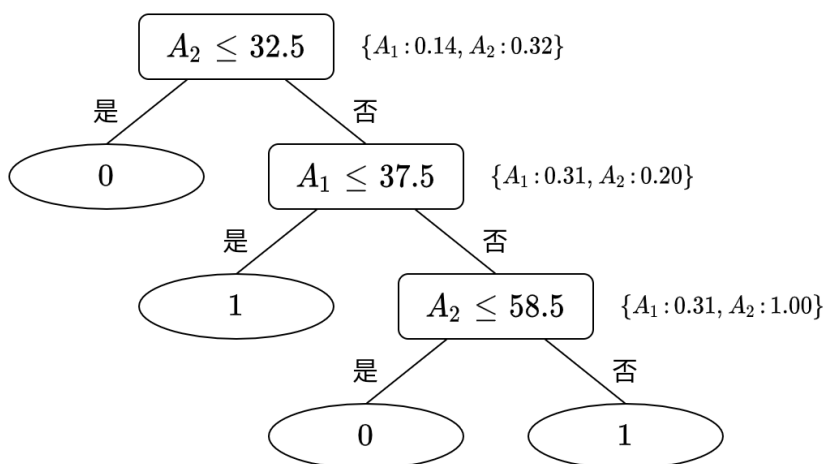 A₂ ≤ 32.5 {A₁:0.14, A₂:0.32}
是 否
0 A₁ ≤ 37.5 {A₁:0.31, A₂:0.20}
是 否
1 A₂ ≤ 58.5 {A₁:0.31, A₂:1.00}
是 否
0 1